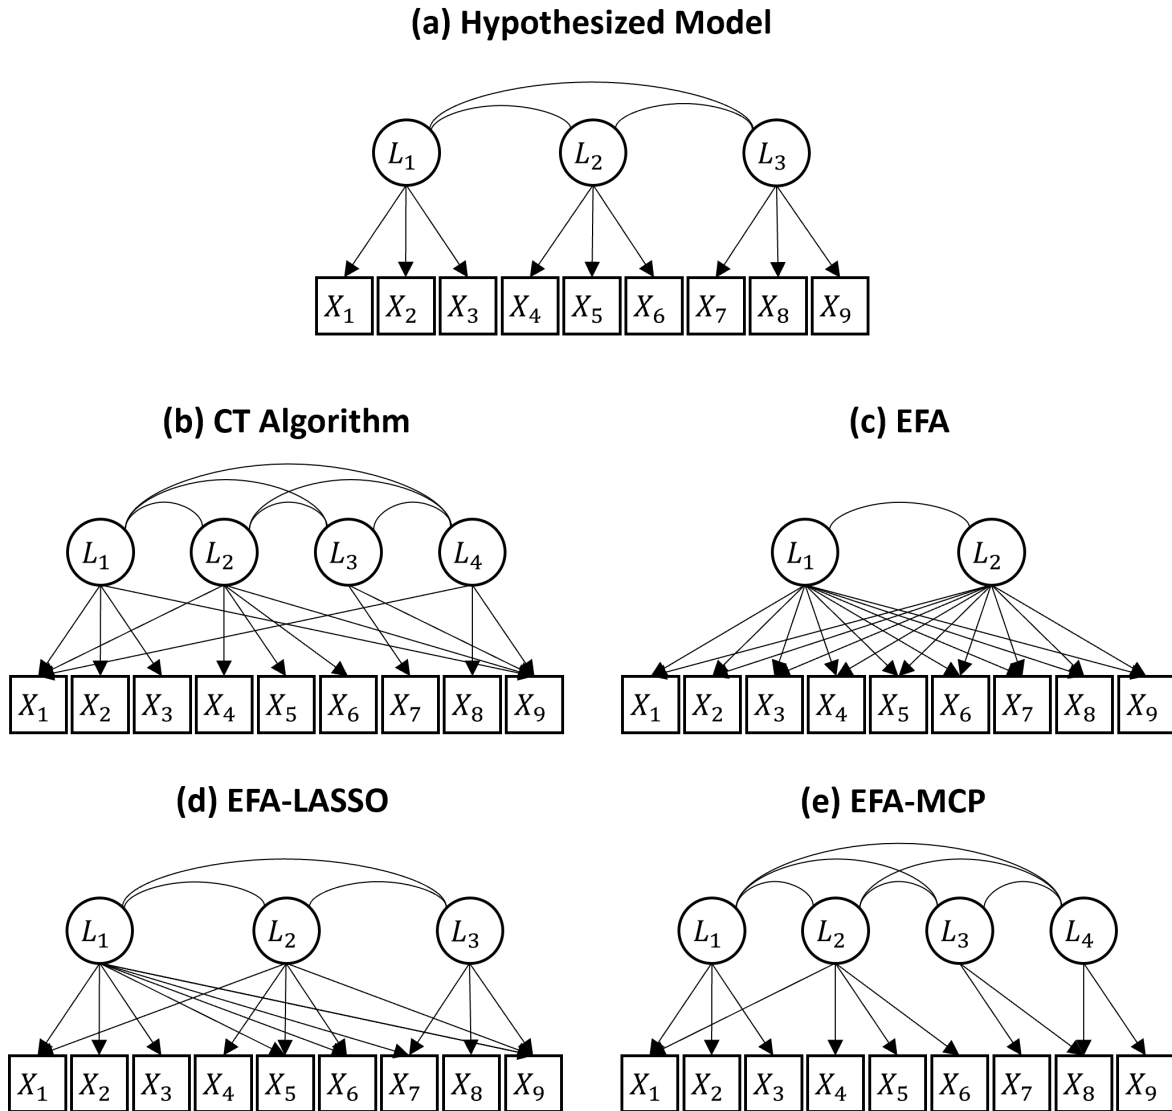 (a) Hypothesized Model
L₁ L₂ L₃
X₁ X₂ X₃ X₄ X₅ X₆ X₇ X₈ X₉
(b) CT Algorithm
L₁ L₂ L₃ L₄
X₁ X₂ X₃ X₄ X₅ X₆ X₇ X₈ X₉
(c) EFA
L₁ L₂
X₁ X₂ X₃ X₄ X₅ X₆ X₇ X₈ X₉
(d) EFA-LASSO
L₁ L₂ L₃
X₁ X₂ X₃ X₄ X₅ X₆ X₇ X₈ X₉
(e) EFA-MCP
L₁ L₂ L₃ L₄
X₁ X₂ X₃ X₄ X₅ X₆ X₇ X₈ X₉